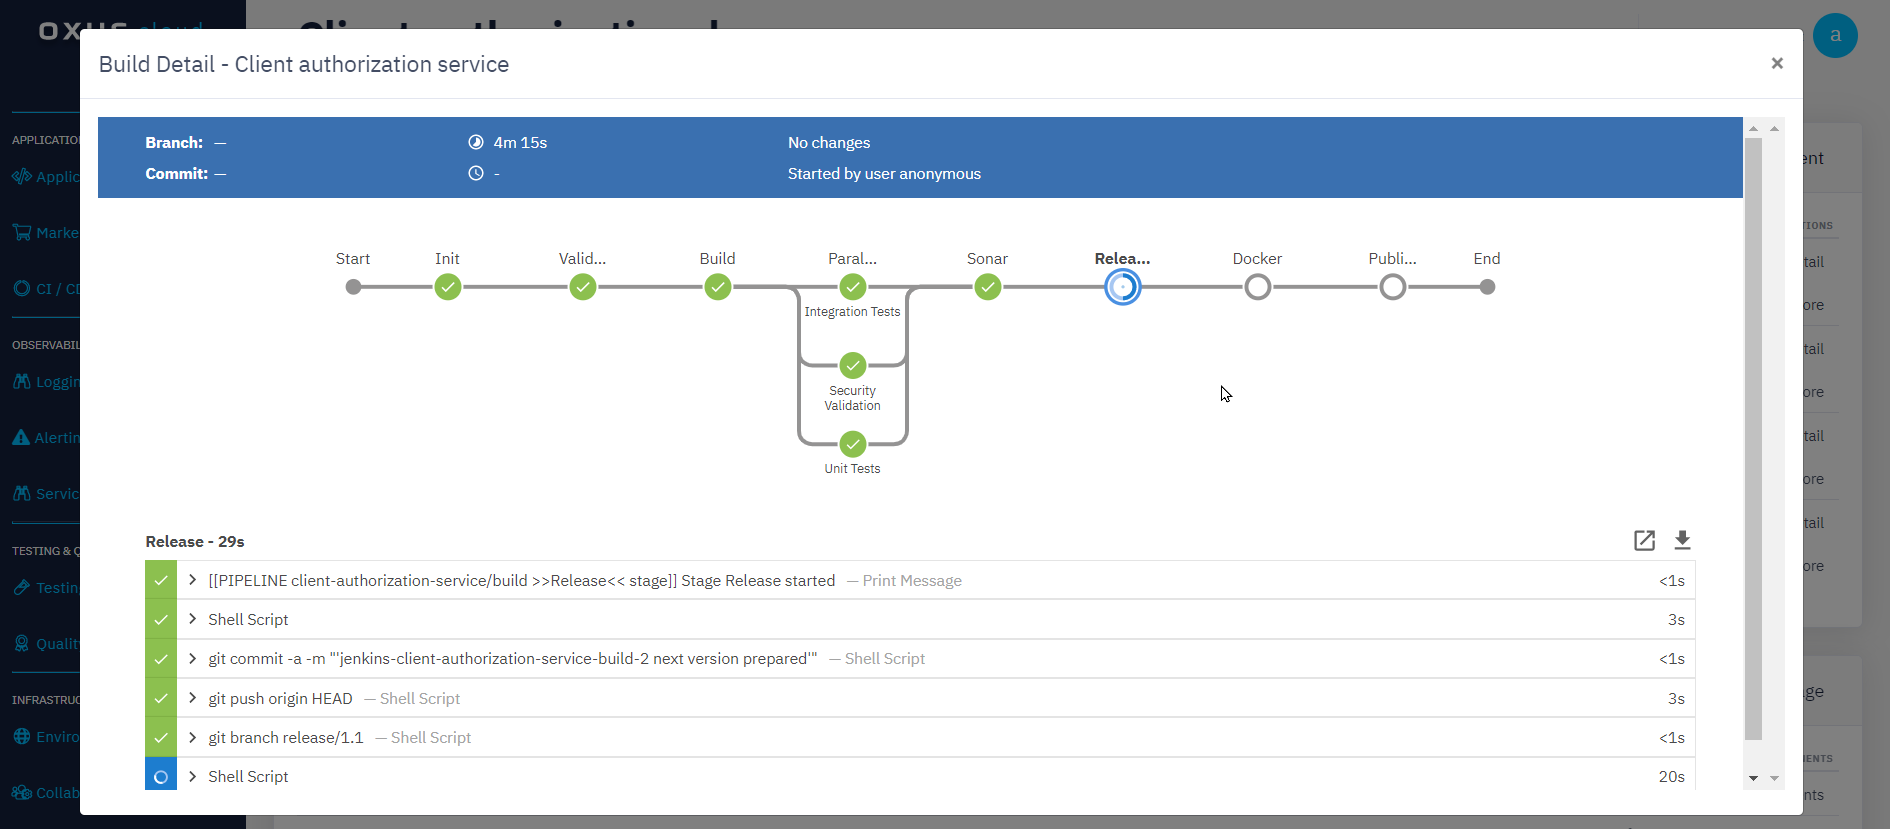 Build Detail - Client authorization service
×
a
Branch: —
4m 15s
No changes
Commit: —
-
Started by user anonymous
Start
Init
Valid...
Build
Paral...
Sonar
Relea...
Docker
Publi...
End
Integration Tests
Security
Validation
Unit Tests
Release - 29s
[[PIPELINE client-authorization-service/build >>Release<< stage]] Stage Release started — Print Message
<1s
Shell Script
3s
git commit -a -m "'jenkins-client-authorization-service-build-2 next version prepared'" — Shell Script
<1s
git push origin HEAD — Shell Script
3s
git branch release/1.1 — Shell Script
<1s
Shell Script
20s
APPLICATIO
Applic
Marke
CI / CD
OBSERVABIL
Loggin
Alertin
Servic
TESTING & Q
Testing
Quality
INFRASTRUC
Enviro
Collab
ent
IONS
tail
ore
tail
ore
tail
ore
tail
ore
ge
ENTS
nts